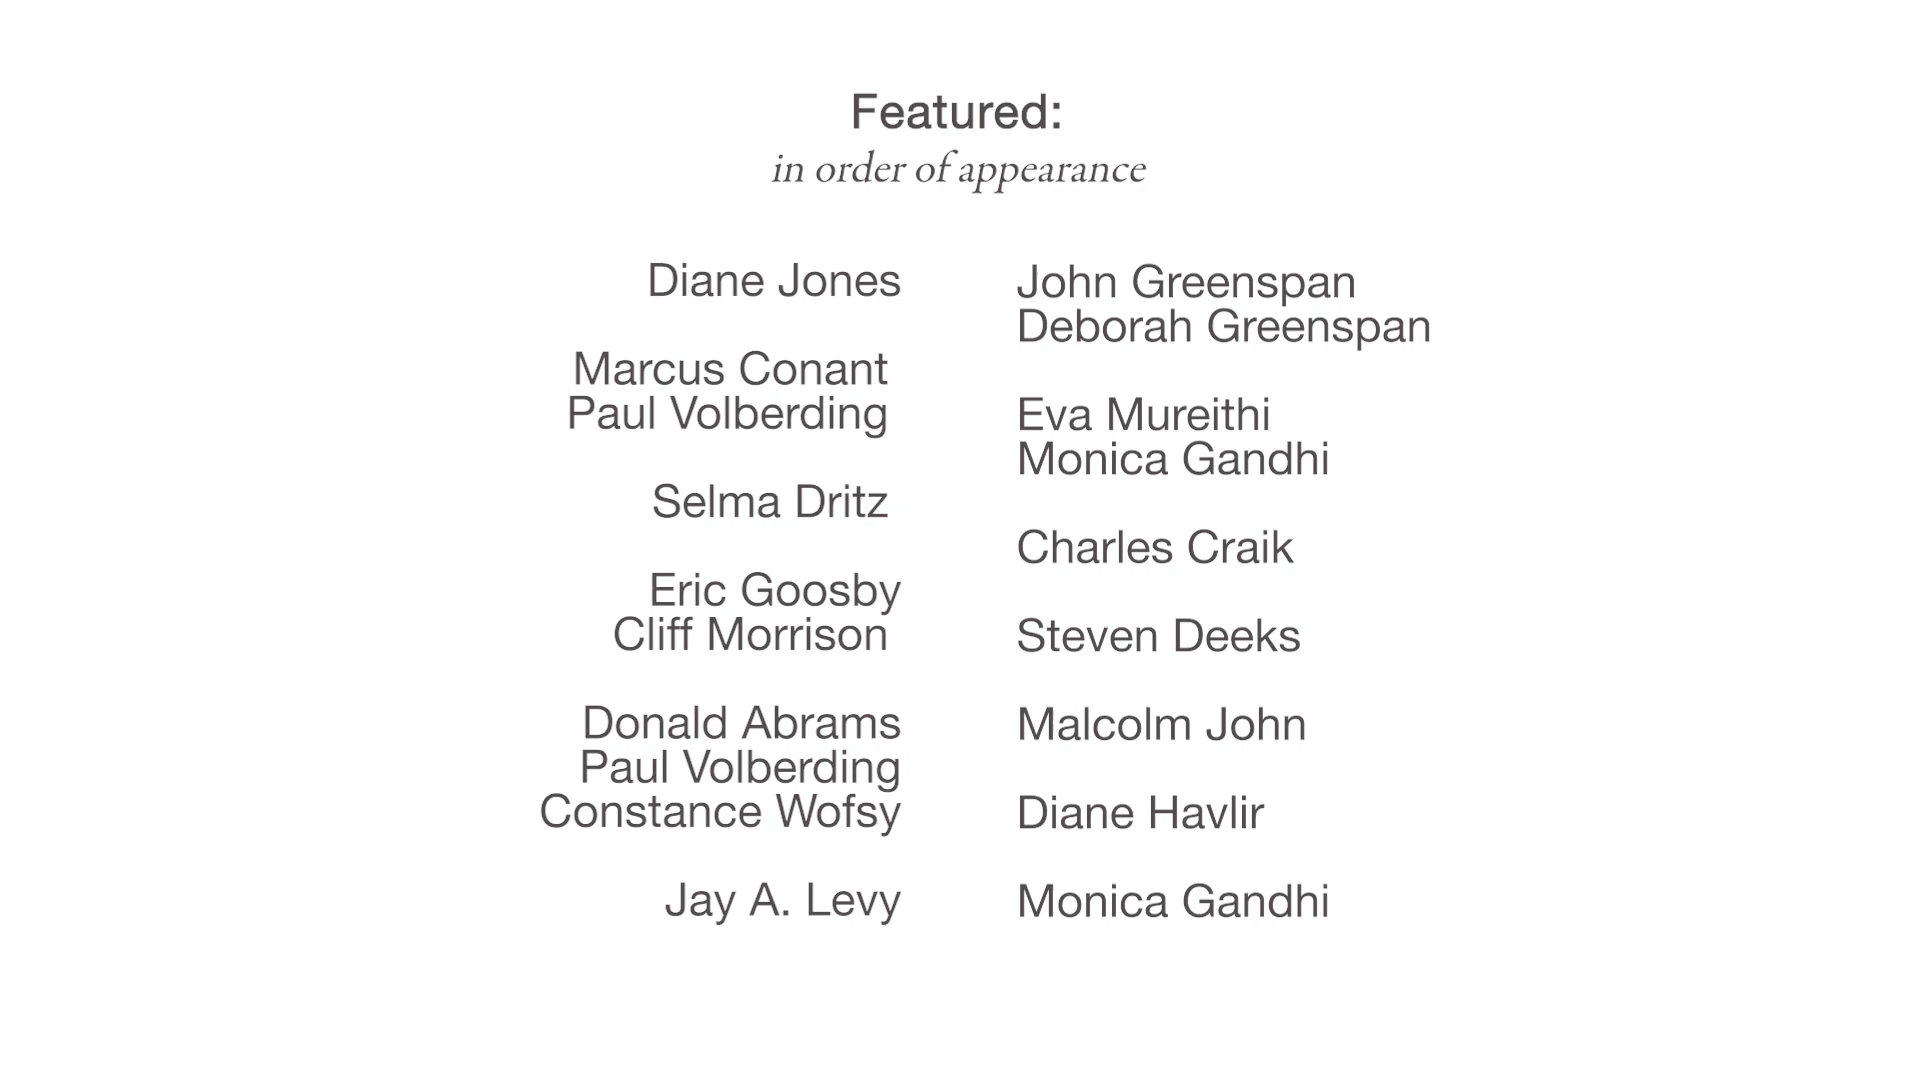 Featured:
in order of appearance
Diane Jones
Marcus Conant
Paul Volberding
Selma Dritz
Eric Goosby
Cliff Morrison
Donald Abrams
Paul Volberding
Constance Wofsy
Jay A. Levy
John Greenspan
Deborah Greenspan
Eva Mureithi
Monica Gandhi
Charles Craik
Steven Deeks
Malcolm John
Diane Havlir
Monica Gandhi